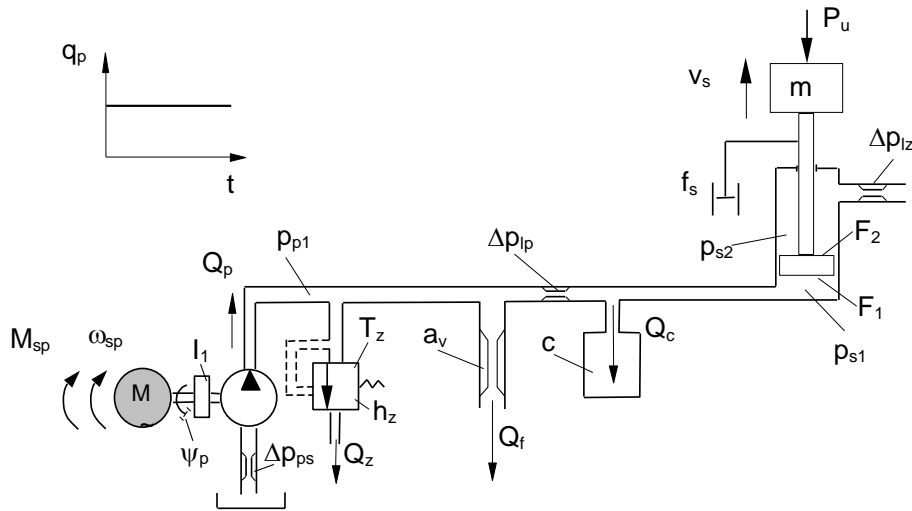 P_u
q_p
v_s
m
Δp_lz
t
f_s
p_s2
F_2
F_1
p_p1
Δp_lp
Q_p
p_s1
M_sp
ω_sp
I_1
T_z
a_v
c
Q_c
M
h_z
ψ_p
Δp_ps
Q_z
Q_f